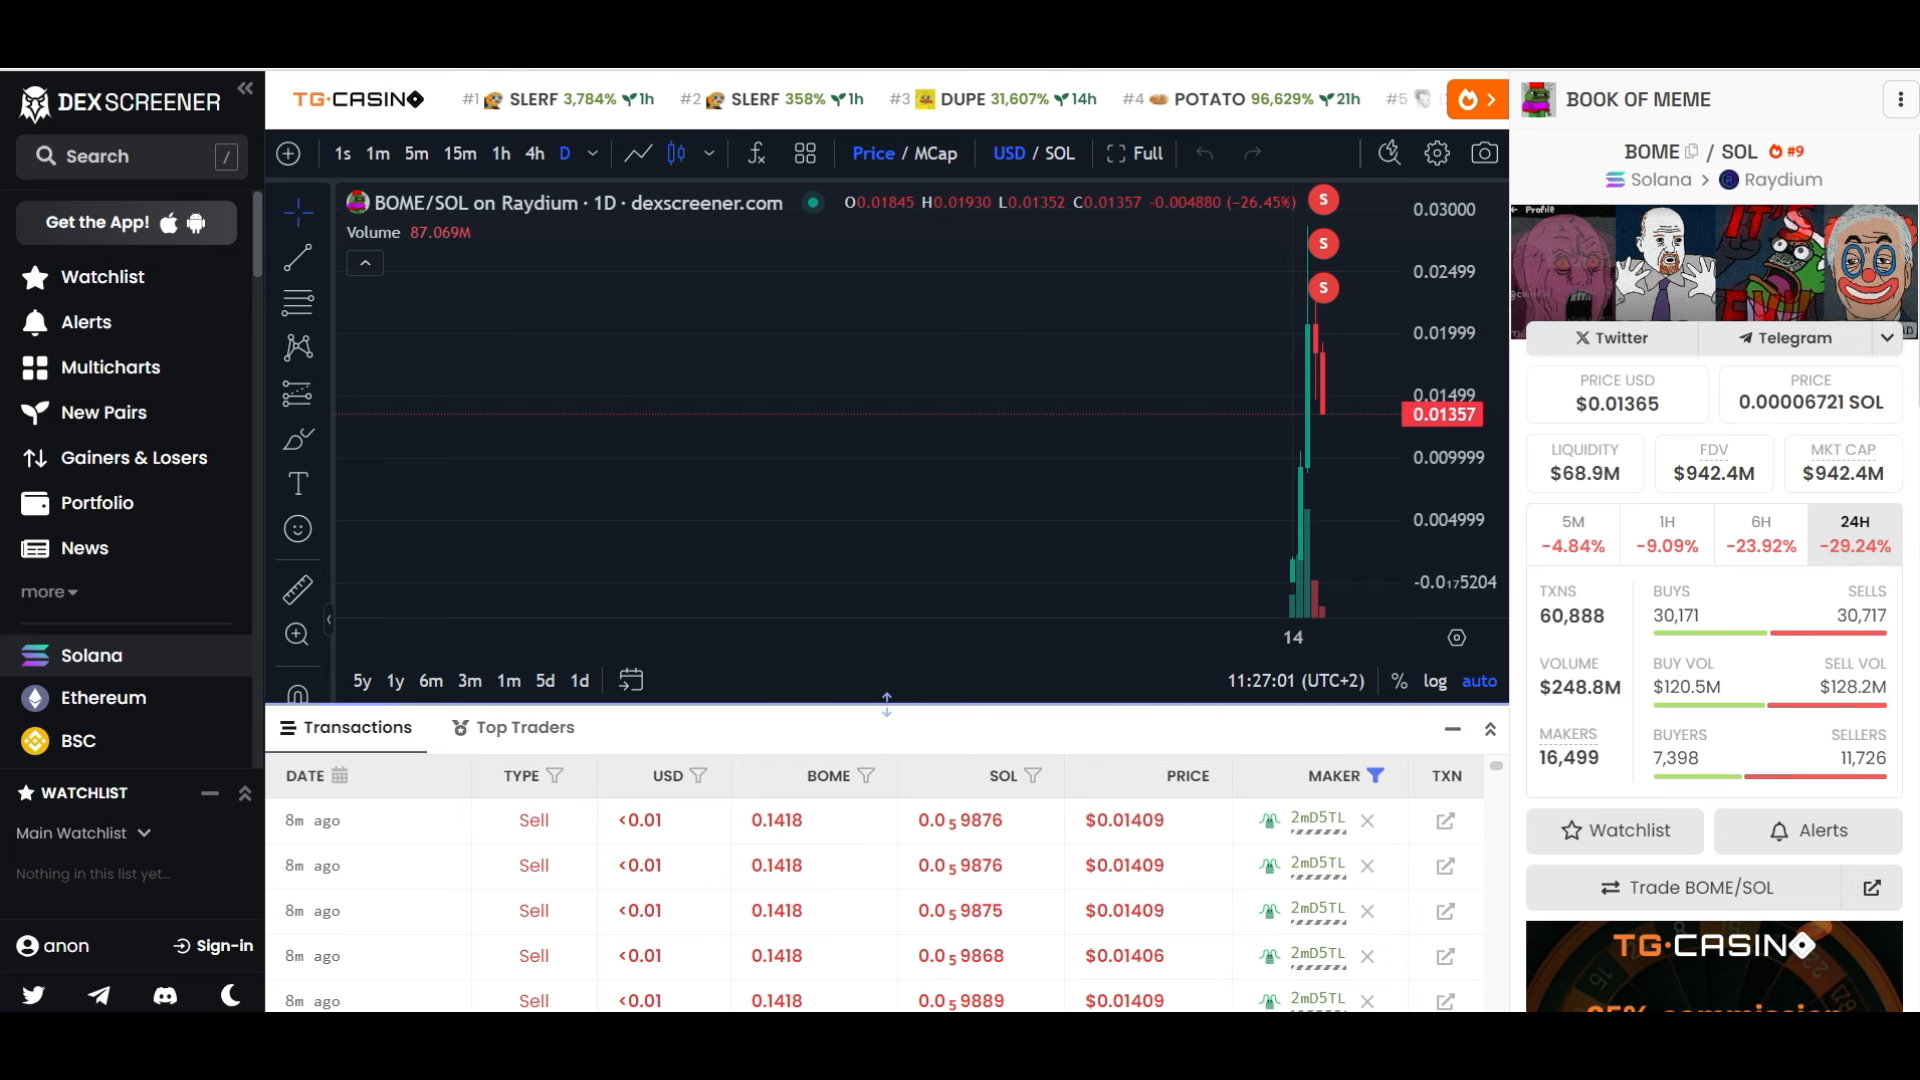 DEX SCREENER
Search /
Get the App!
Watchlist
Alerts
Multicharts
New Pairs
Gainers & Losers
Portfolio
News
more
Solana
Ethereum
BSC
WATCHLIST
Main Watchlist
Nothing in this list yet...
anon Sign-in
TG·CASINO
#1 SLERF 3,784% 1h #2 SLERF 358% 1h #3 DUPE 31,607% 14h #4 POTATO 96,629% 21h #5
1s 1m 5m 15m 1h 4h D Price / MCap USD / SOL Full
BOME/SOL on Raydium · 1D · dexscreener.com O0.01845 H0.01930 L0.01352 C0.01357 -0.004880 (-26.45%)
Volume 87.069M
S
S
S
0.03000
0.02499
0.01999
0.01499
0.01357
0.009999
0.004999
-0.0₁₇5204
14
5y 1y 6m 3m 1m 5d 1d 11:27:01 (UTC+2) % log auto
Transactions Top Traders
DATE TYPE USD BOME SOL PRICE MAKER TXN
8m ago Sell <0.01 0.1418 0.0₅9876 $0.01409 2mD5TL
8m ago Sell <0.01 0.1418 0.0₅9876 $0.01409 2mD5TL
8m ago Sell <0.01 0.1418 0.0₅9875 $0.01409 2mD5TL
8m ago Sell <0.01 0.1418 0.0₅9868 $0.01406 2mD5TL
8m ago Sell <0.01 0.1418 0.0₅9889 $0.01409 2mD5TL
BOOK OF MEME
BOME / SOL #9
Solana > Raydium
Profile
IT'S
Twitter Telegram
PRICE USD PRICE
$0.01365 0.00006721 SOL
LIQUIDITY FDV MKT CAP
$68.9M $942.4M $942.4M
5M 1H 6H 24H
-4.84% -9.09% -23.92% -29.24%
TXNS BUYS SELLS
60,888 30,171 30,717
VOLUME BUY VOL SELL VOL
$248.8M $120.5M $128.2M
MAKERS BUYERS SELLERS
16,499 7,398 11,726
Watchlist Alerts
Trade BOME/SOL
TG·CASINO